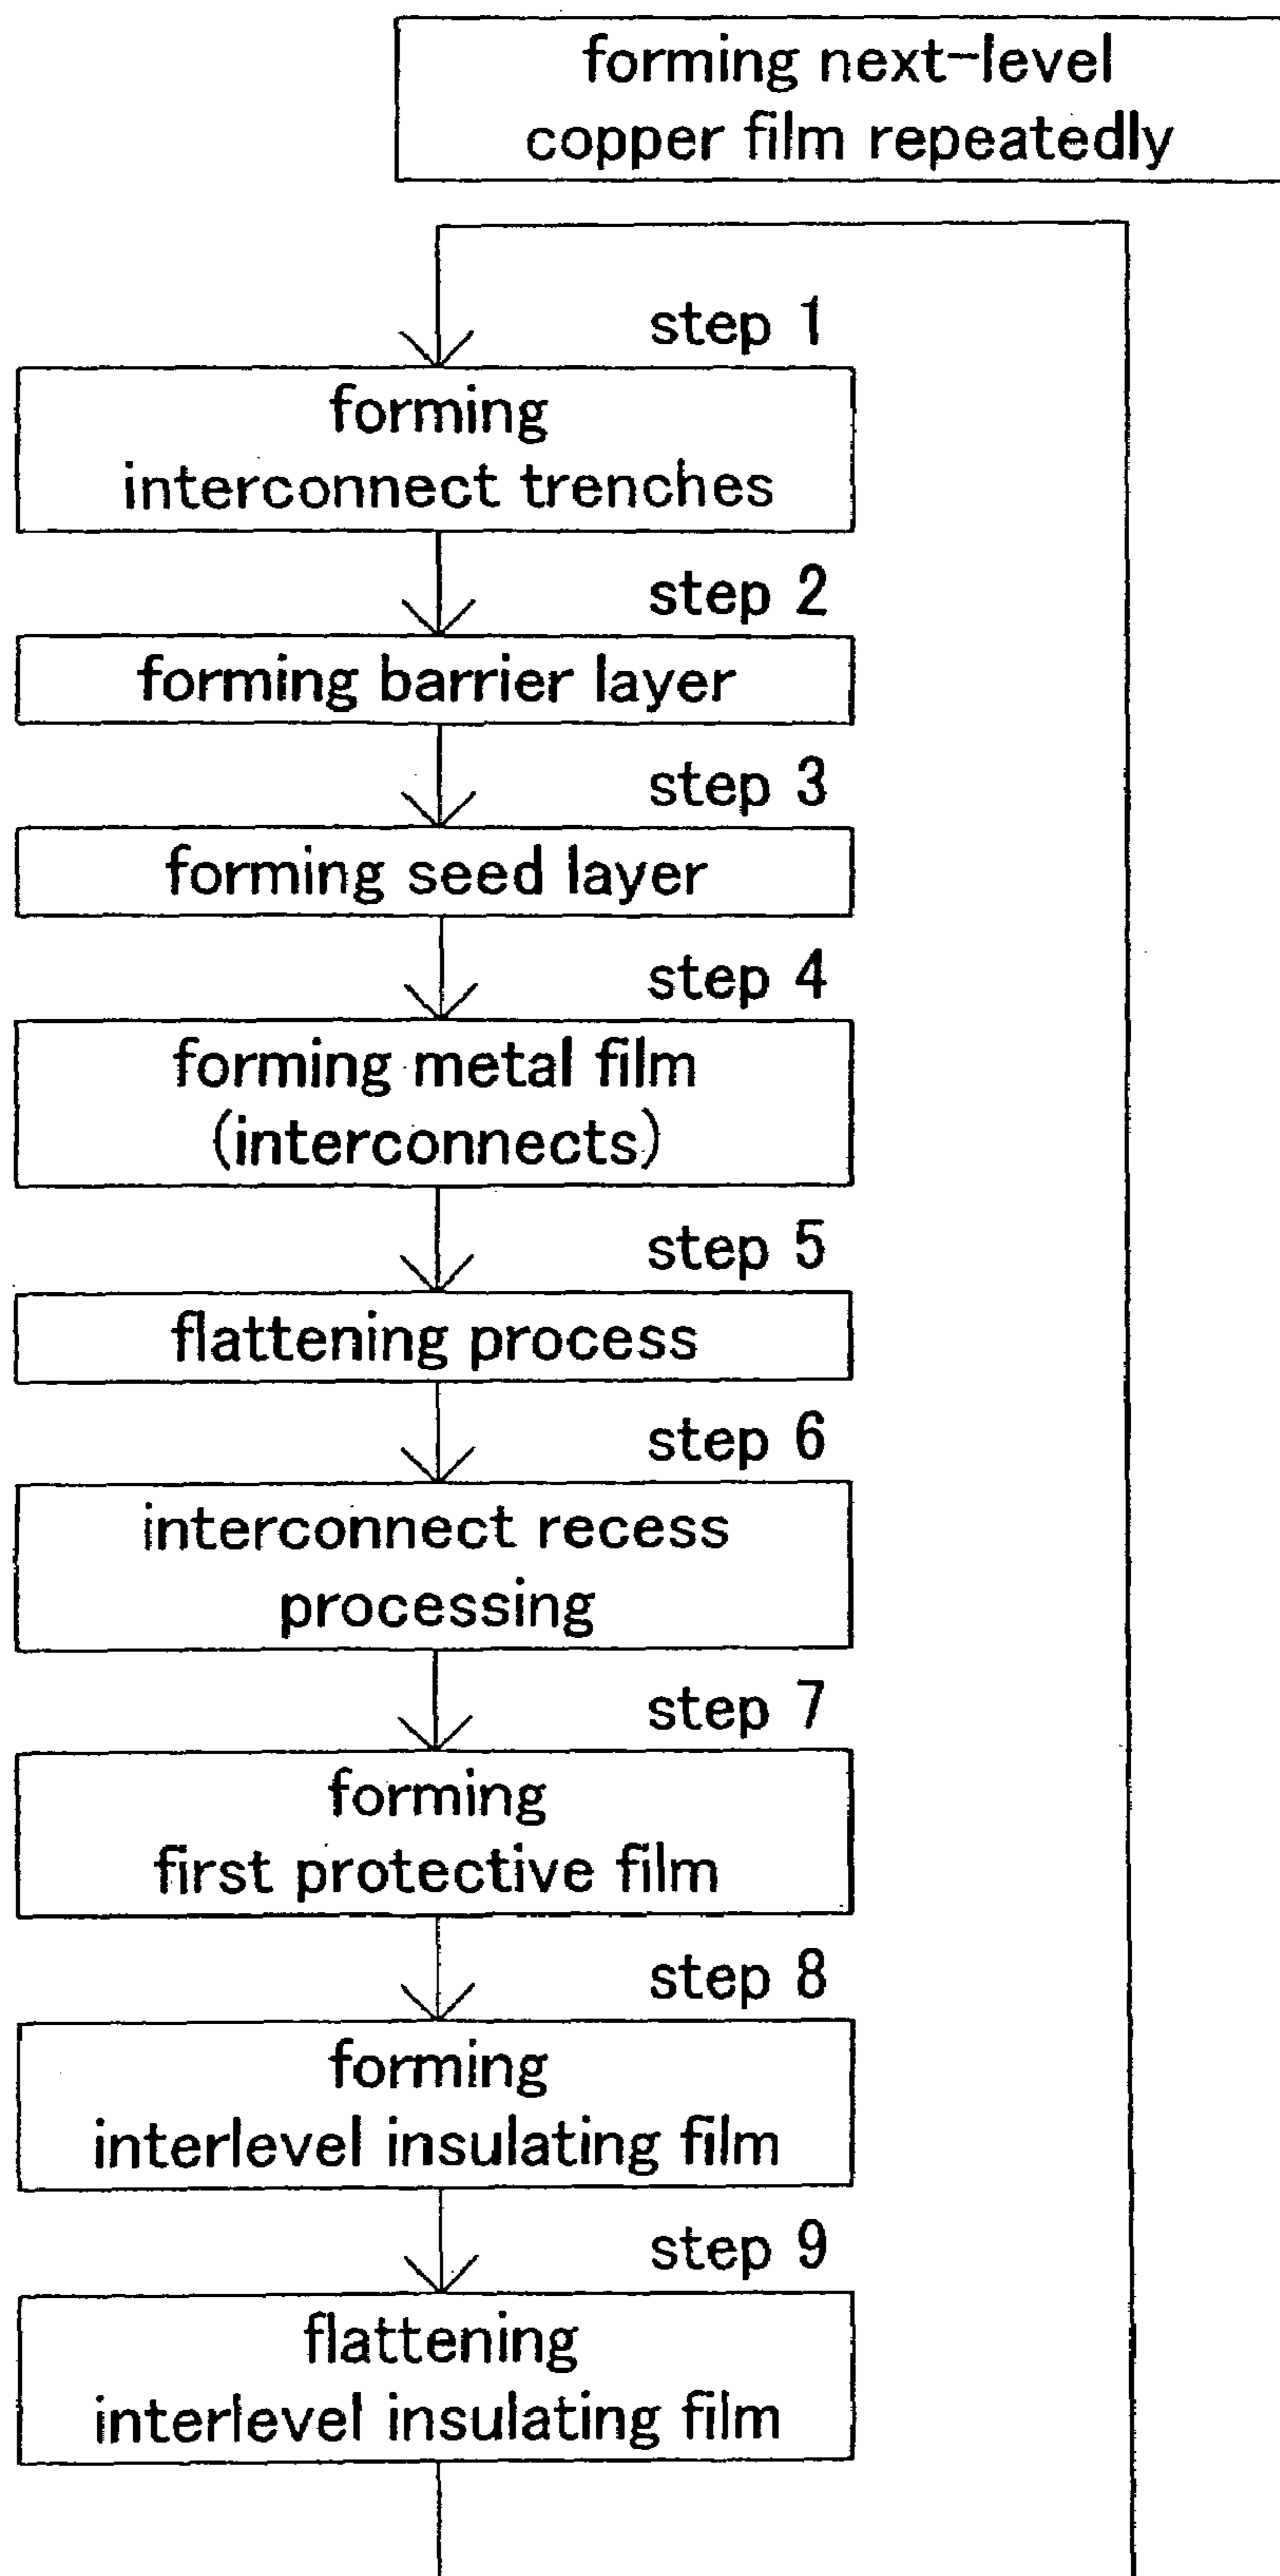 forming next-level
copper film repeatedly
step 1
forming
interconnect trenches
step 2
forming barrier layer
step 3
forming seed layer
step 4
forming metal film
(interconnects)
step 5
flattening process
step 6
interconnect recess
processing
step 7
forming
first protective film
step 8
forming
interlevel insulating film
step 9
flattening
interlevel insulating film